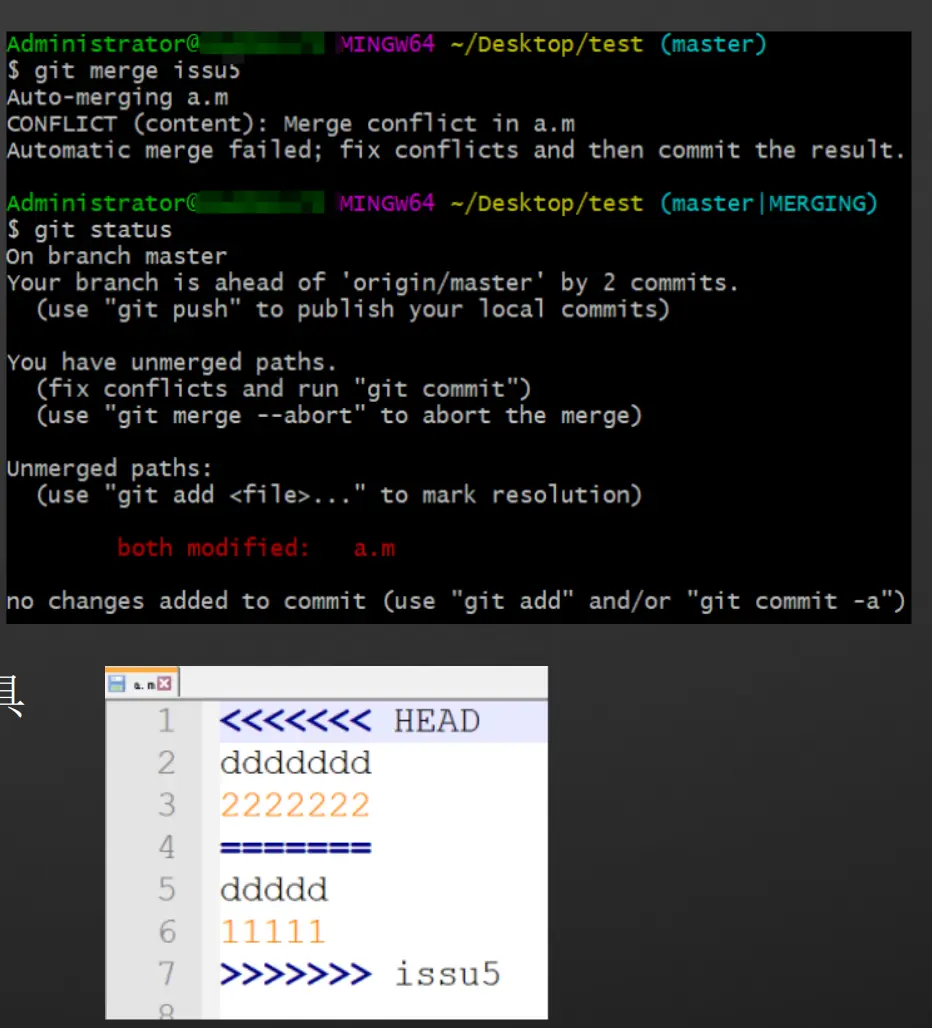 Administrator@ MINGW64 ~/Desktop/test (master)
$ git merge issu5
Auto-merging a.m
CONFLICT (content): Merge conflict in a.m
Automatic merge failed; fix conflicts and then commit the result.
Administrator@ MINGW64 ~/Desktop/test (master|MERGING)
$ git status
On branch master
Your branch is ahead of 'origin/master' by 2 commits.
(use "git push" to publish your local commits)
You have unmerged paths.
(fix conflicts and run "git commit")
(use "git merge --abort" to abort the merge)
Unmerged paths:
(use "git add <file>..." to mark resolution)
both modified: a.m
no changes added to commit (use "git add" and/or "git commit -a")
具
a.m
1 <<<<<<< HEAD
2 ddddddd
3 2222222
4 =======
5 ddddd
6 11111
7 >>>>>>> issu5
8